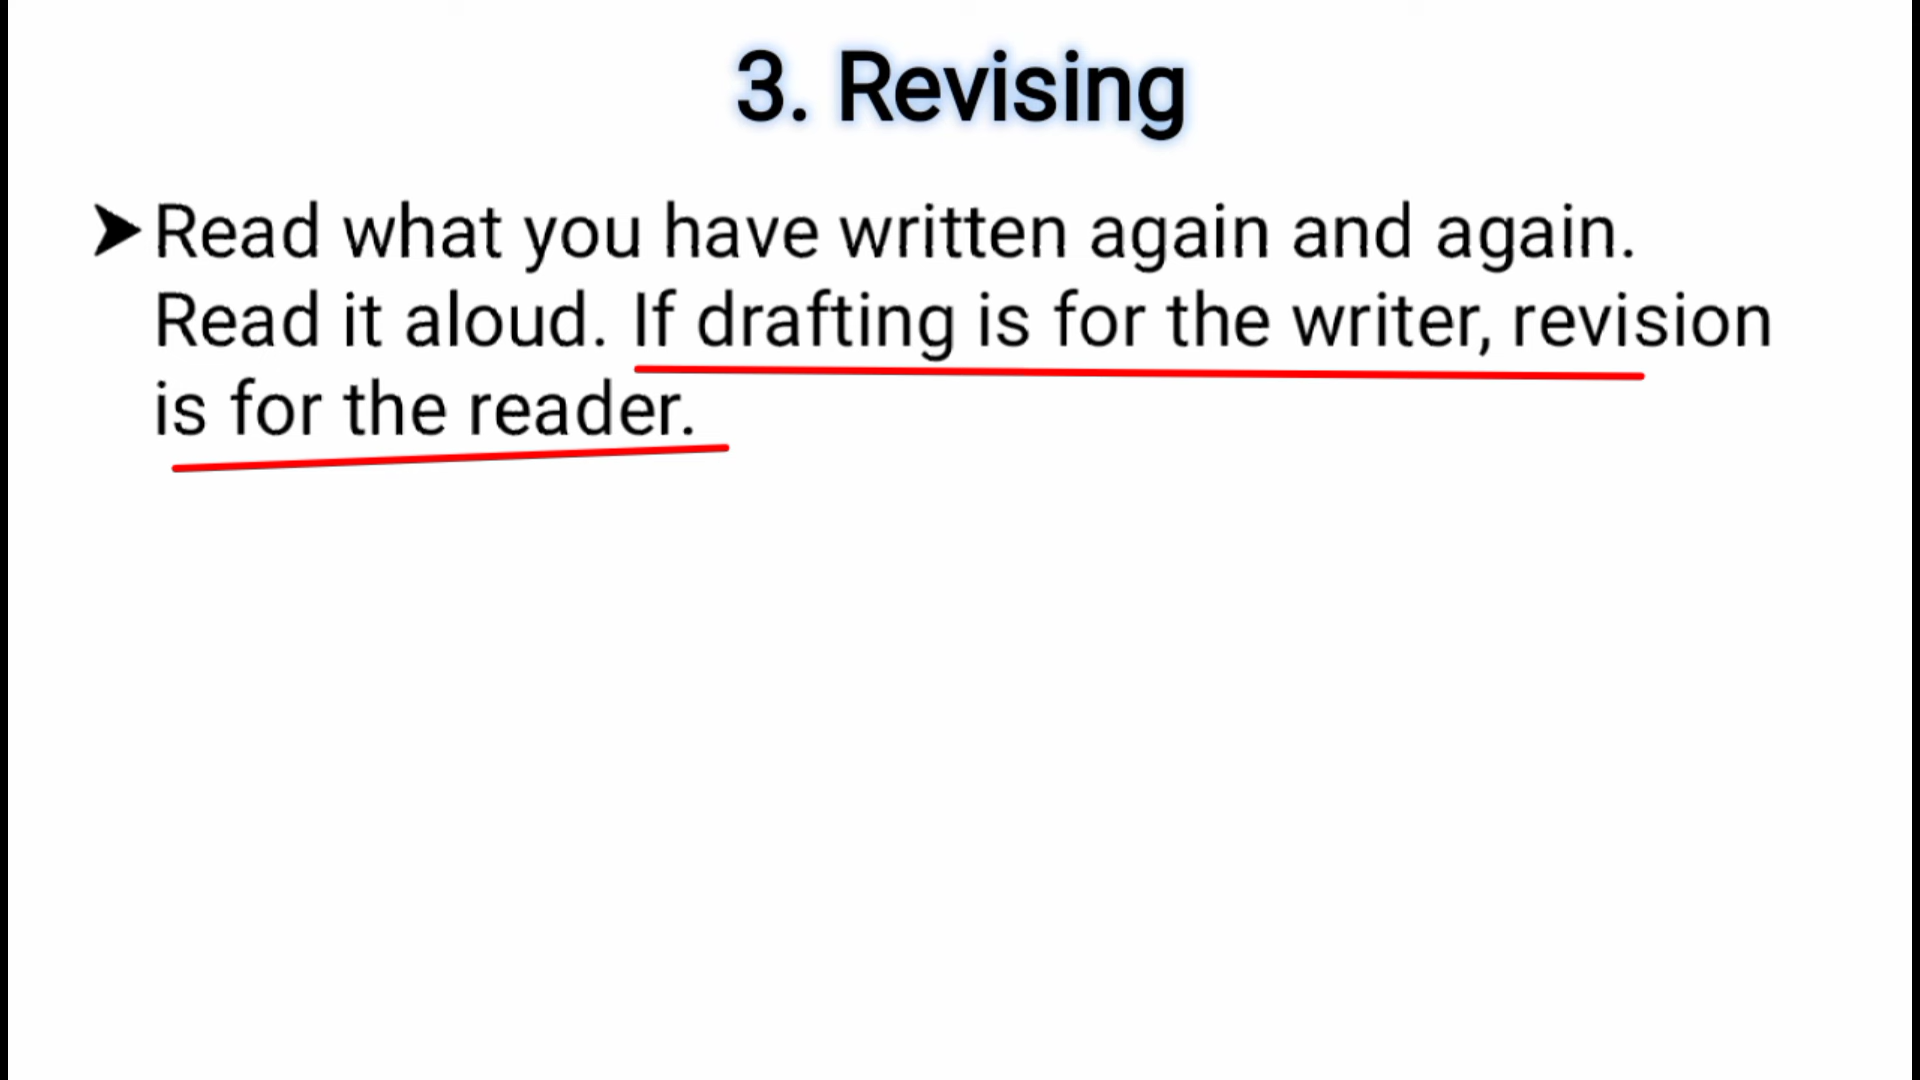 3. Revising
➤Read what you have written again and again.
Read it aloud. If drafting is for the writer, revision
is for the reader.